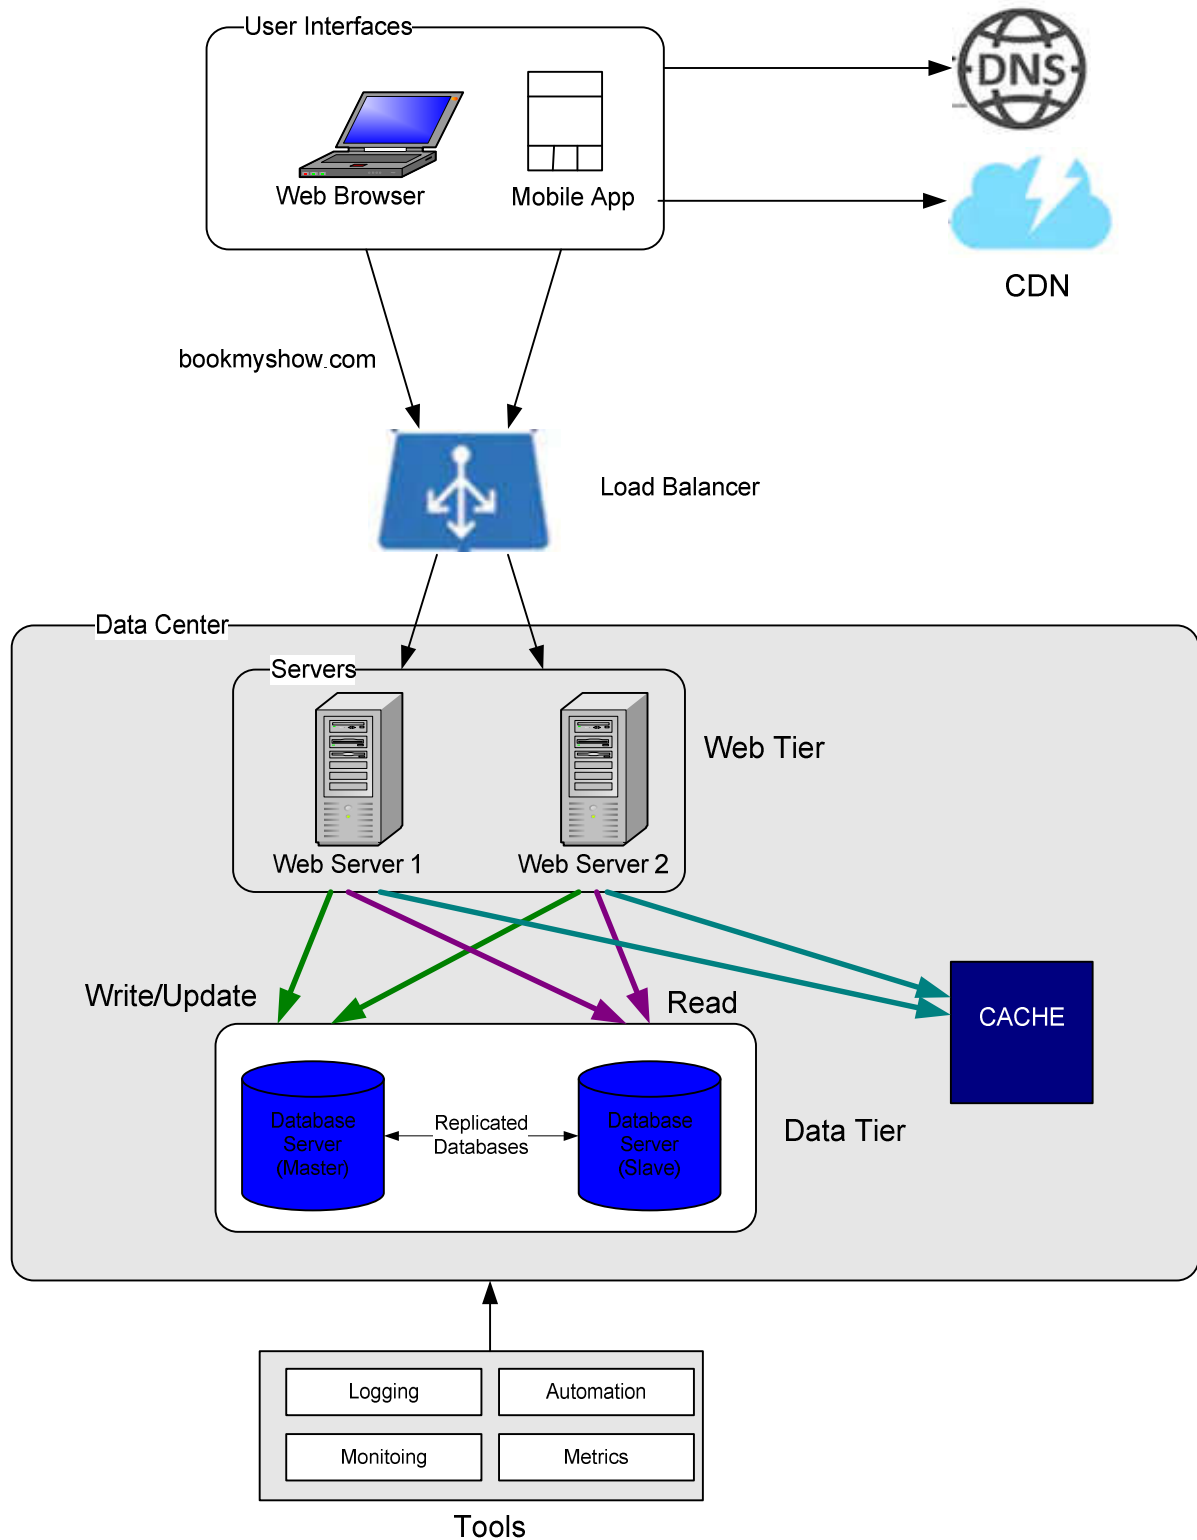 User Interfaces
DNS
Web Browser
Mobile App
CDN
bookmyshow.com
Load Balancer
Data Center
Servers
Web Tier
Web Server 1
Web Server 2
Write/Update
Read
CACHE
Database
Server
(Master)
Replicated
Databases
Database
Server
(Slave)
Data Tier
Logging
Automation
Monitoing
Metrics
Tools